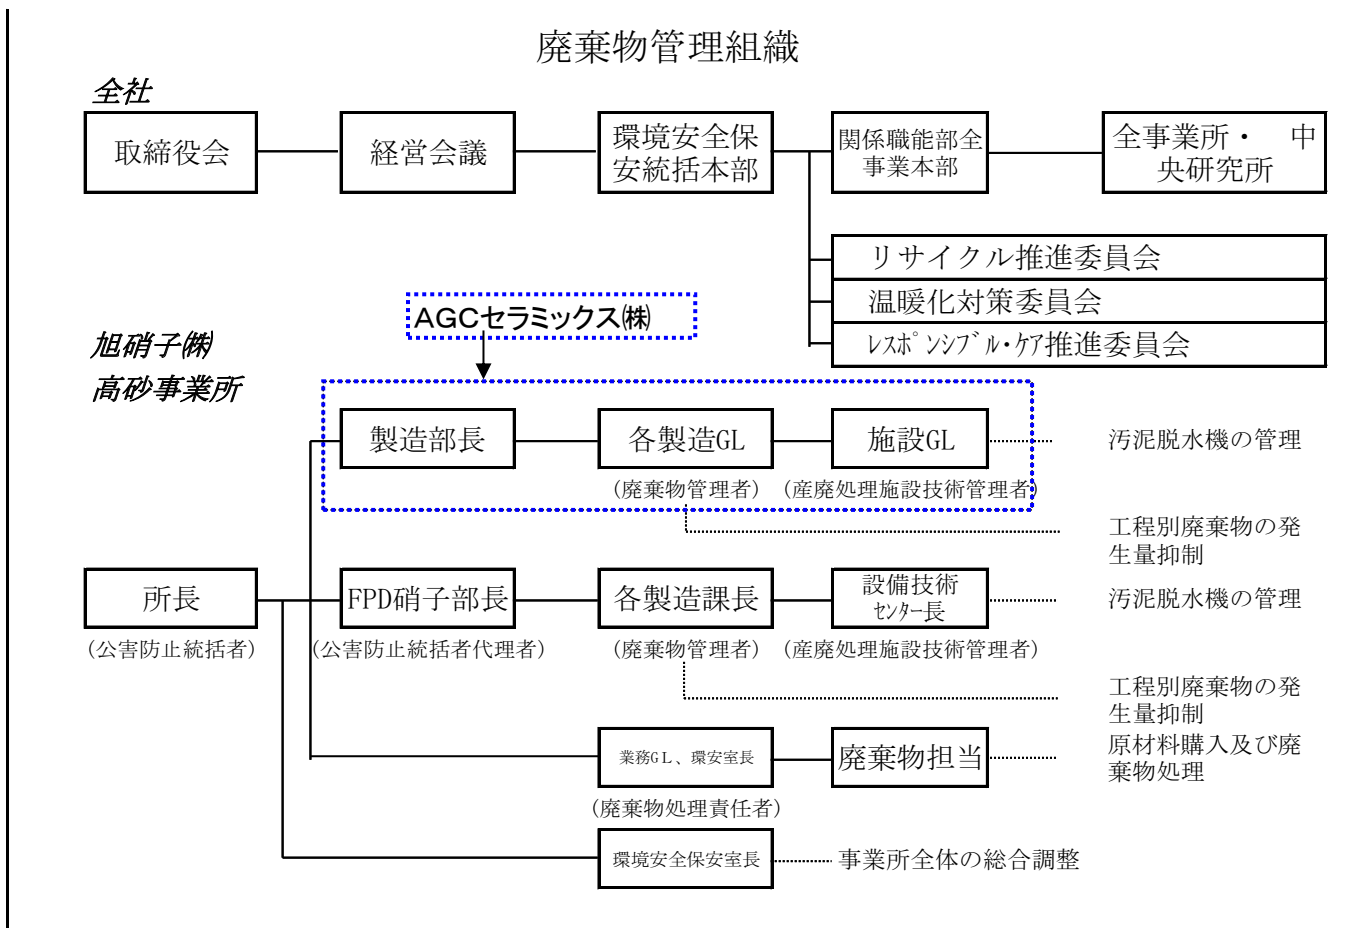 廃棄物管理組織
全社
取締役会
経営会議
環境安全保
安統括本部
関係職能部全
事業本部
全事業所・　中
央研究所
リサイクル推進委員会
温暖化対策委員会
ﾚｽﾎﾟﾝｼﾌﾞﾙ・ｹｱ推進委員会
AGCセラミックス㈱
旭硝子㈱
高砂事業所
製造部長
各製造GL
施設GL
汚泥脱水機の管理
(廃棄物管理者)
(産廃処理施設技術管理者)
工程別廃棄物の発
生量抑制
所長
FPD硝子部長
各製造課長
設備技術
ｾﾝﾀｰ長
汚泥脱水機の管理
(公害防止統括者)
(公害防止統括者代理者)
(廃棄物管理者)
(産廃処理施設技術管理者)
工程別廃棄物の発
生量抑制
業務GL、環安室長
廃棄物担当
原材料購入及び廃
棄物処理
(廃棄物処理責任者)
環境安全保安室長
事業所全体の総合調整